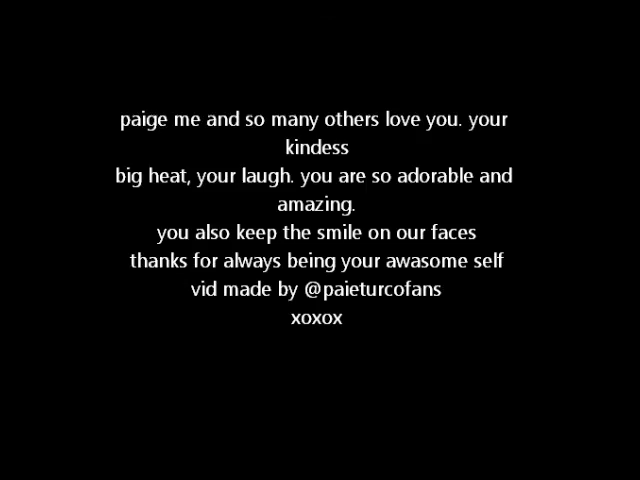 paige me and so many others love you. your
kindess
big heat, your laugh. you are so adorable and
amazing.
you also keep the smile on our faces
thanks for always being your awasome self
vid made by @paieturcofans
xoxox